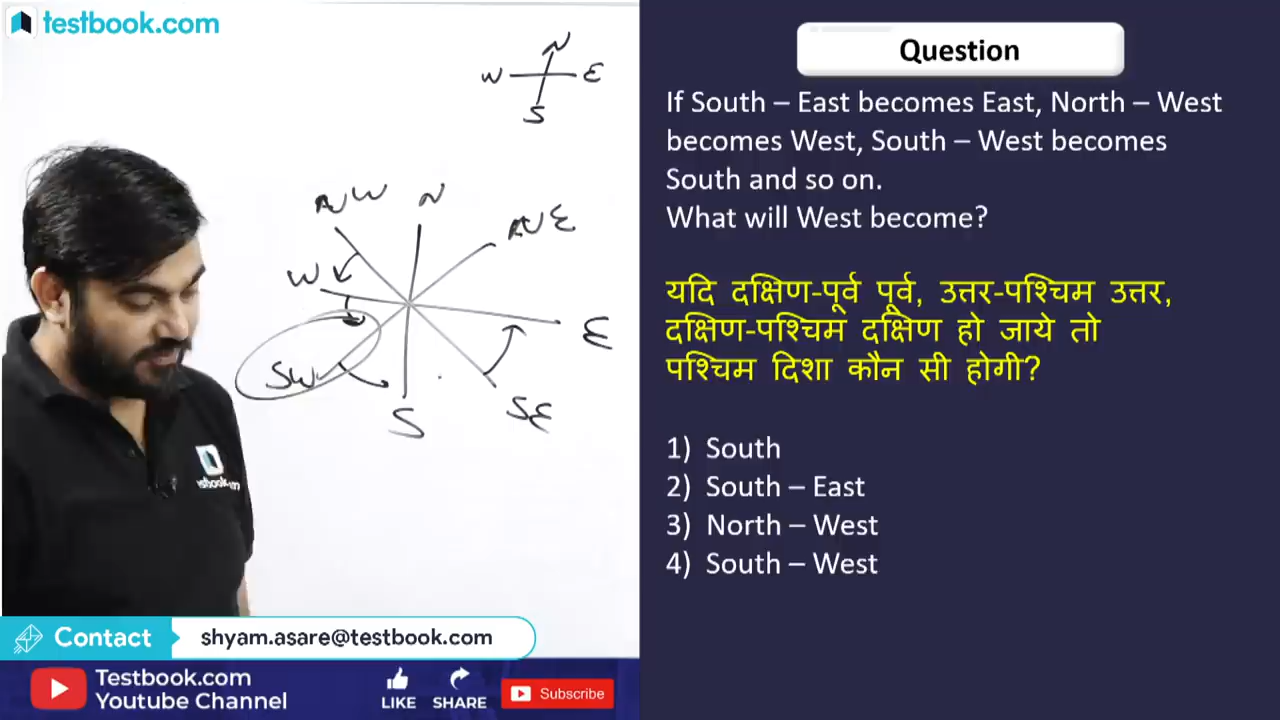 testbook.com
N
W E
S
NW N
NE
W
E
SW
S
SE
testbook.com
Question
If South – East becomes East, North – West
becomes West, South – West becomes
South and so on.
What will West become?
यदि दक्षिण-पूर्व पूर्व, उत्तर-पश्चिम उत्तर,
दक्षिण-पश्चिम दक्षिण हो जाये तो
पश्चिम दिशा कौन सी होगी?
1) South
2) South – East
3) North – West
4) South – West
Contact shyam.asare@testbook.com
Testbook.com
Youtube Channel
LIKE SHARE Subscribe